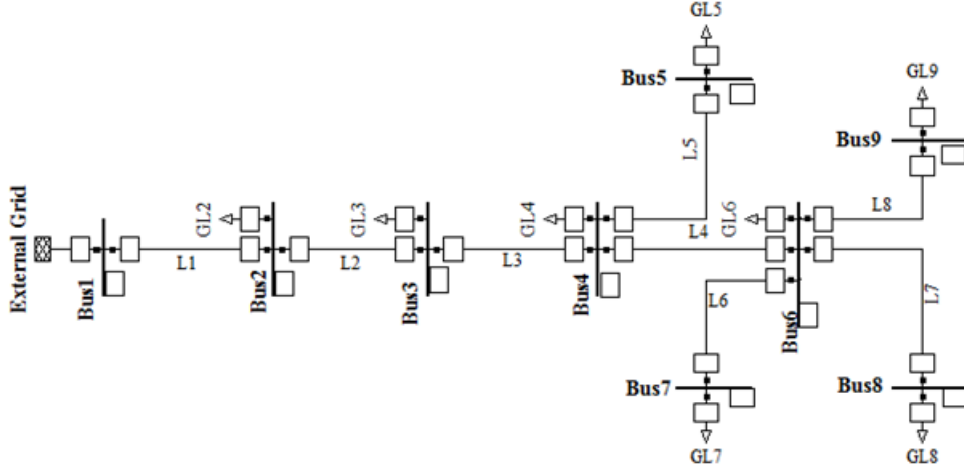 GL5
Bus5
GL9
Bus9
L5
External Grid
GL2
GL3
GL4
GL6
L8
L1
L2
L3
L4
Bus1
Bus2
Bus3
Bus4
Bus6
L6
L7
Bus7
Bus8
GL7
GL8